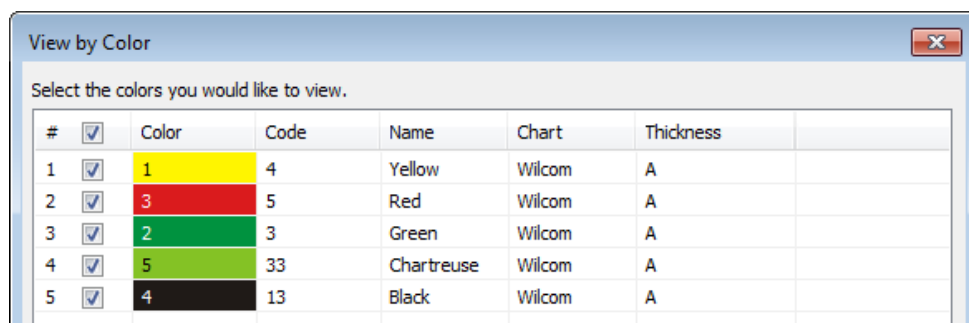 View by Color
Select the colors you would like to view.
# Color Code Name Chart Thickness
1 1 4 Yellow Wilcom A
2 3 5 Red Wilcom A
3 2 3 Green Wilcom A
4 5 33 Chartreuse Wilcom A
5 4 13 Black Wilcom A